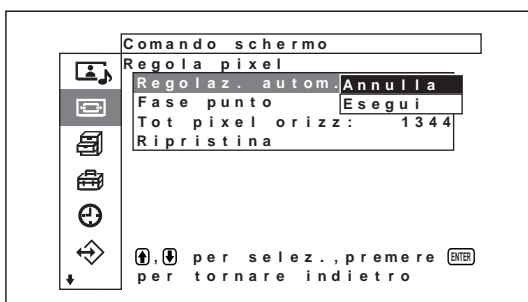 Comando schermo
Regola pixel
Regolaz. autom. Annulla
Fase punto Esegui
Tot pixel orizz: 1344
Ripristina
↑,↓ per selez.,premere ENTER
per tornare indietro